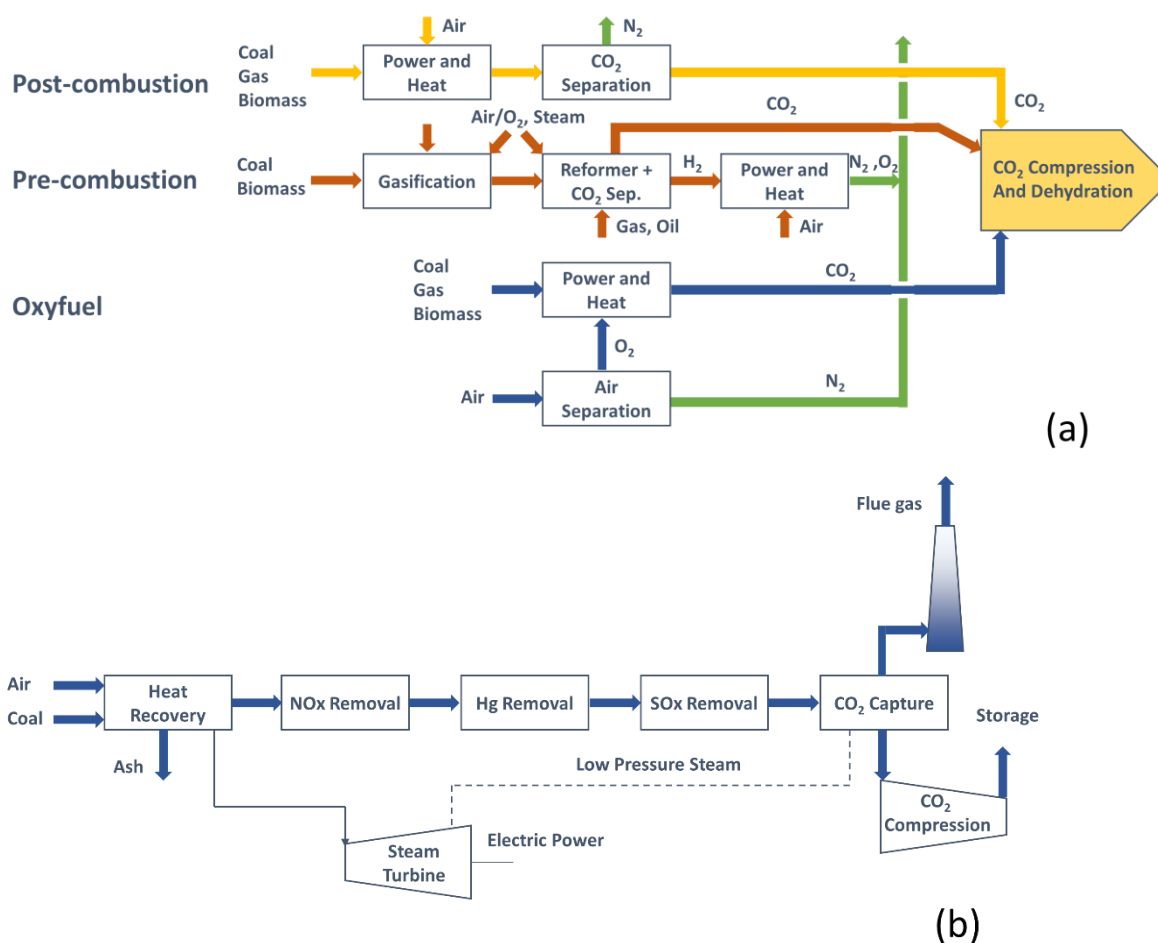 Post-combustion
Coal
Gas
Biomass
Air
Power and
Heat
N₂
CO₂
Separation
CO₂
Pre-combustion
Coal
Biomass
Air/O₂, Steam
Gasification
Reformer +
CO₂ Sep.
CO₂
H₂
Gas, Oil
Power and
Heat
Air
N₂ ,O₂
CO₂ Compression
And Dehydration
Oxyfuel
Coal
Gas
Biomass
Power and
Heat
CO₂
O₂
Air
Air
Separation
N₂
(a)
Flue gas
Air
Coal
Heat
Recovery
NOx Removal
Hg Removal
SOx Removal
CO₂ Capture
Storage
Ash
Low Pressure Steam
CO₂
Compression
Steam
Turbine
Electric Power
(b)